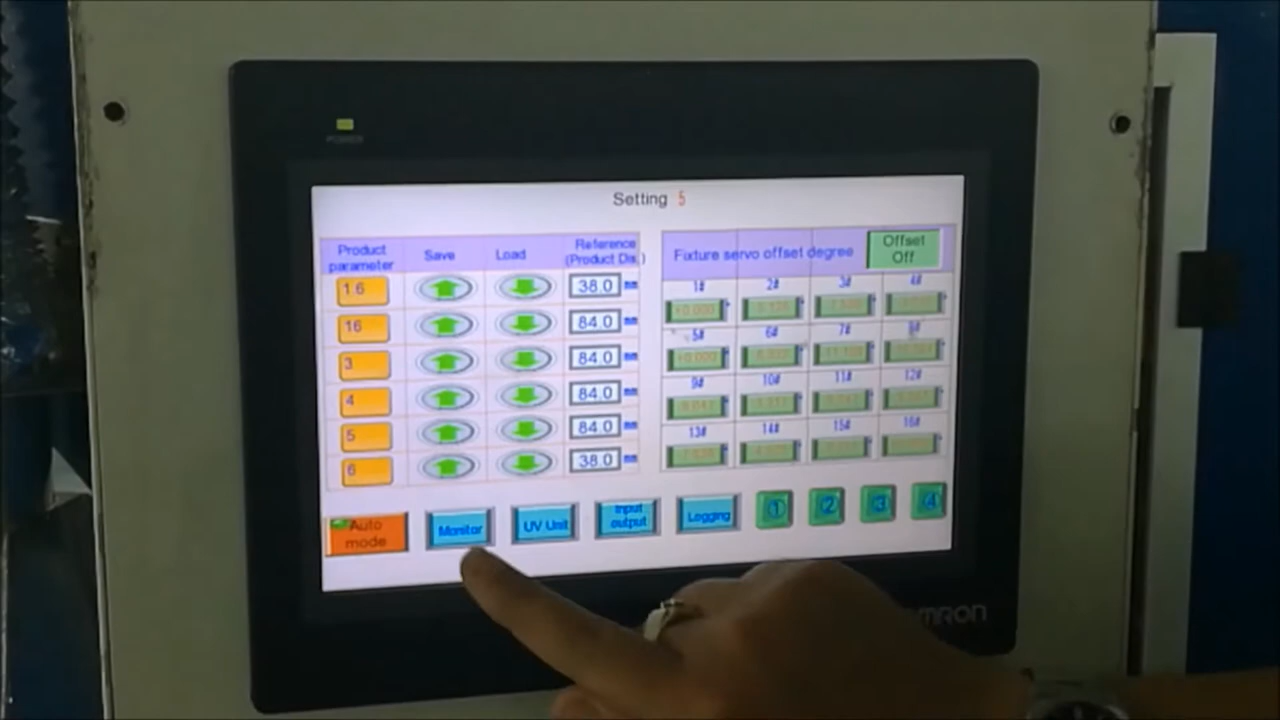 POWER
Setting 5
Product parameter Save Load Reference (Product Dia.)
1.6 38.0 mm
16 84.0 mm
3 84.0 mm
4 84.0 mm
5 84.0 mm
6 38.0 mm
Fixture servo offset degree Offset Off
1# 2# 3# 4#
5# 6# 7# 8#
9# 10# 11# 12#
13# 14# 15# 16#
Auto mode Monitor UV Unit Input output Logging 1 2 3 4
OMRON